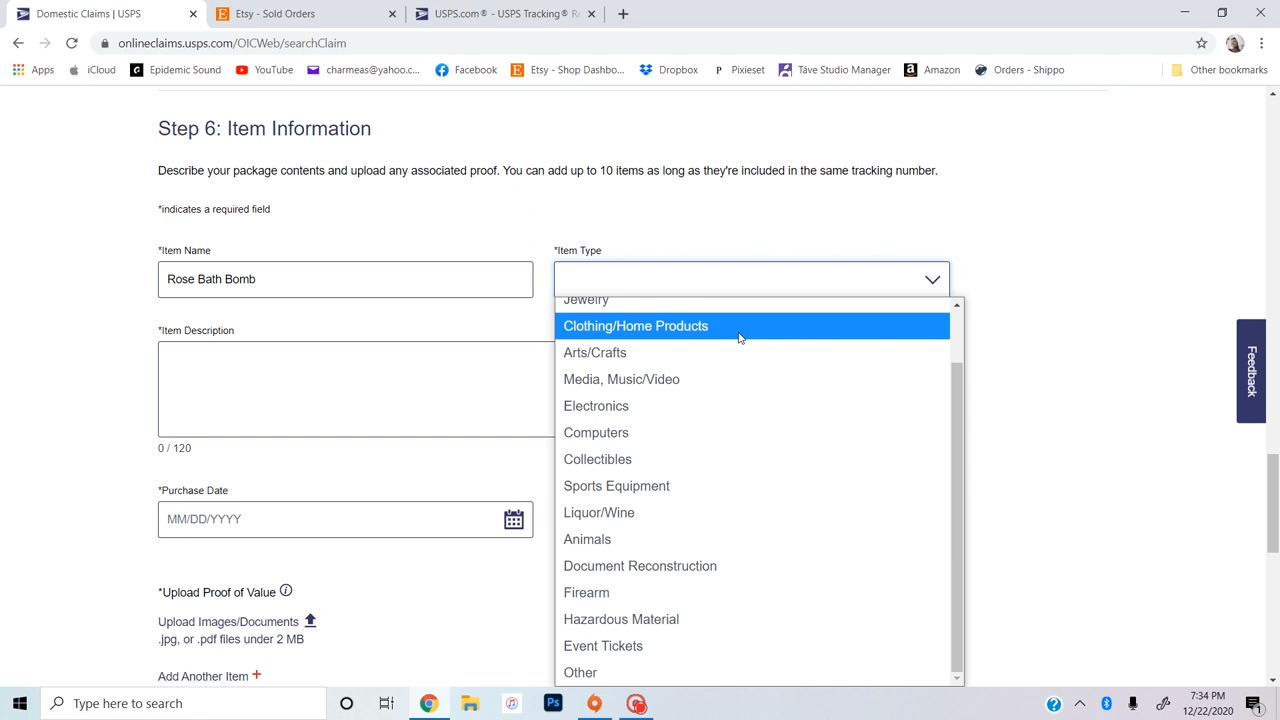 Domestic Claims | USPS
Etsy - Sold Orders
USPS.com® - USPS Tracking® Re
onlineclaims.usps.com/OICWeb/searchClaim
Apps
iCloud
Epidemic Sound
YouTube
charmeas@yahoo.c...
Facebook
Etsy - Shop Dashbo...
Dropbox
Pixieset
Táve Studio Manager
Amazon
Orders - Shippo
Other bookmarks
Step 6: Item Information
Describe your package contents and upload any associated proof. You can add up to 10 items as long as they're included in the same tracking number.
*indicates a required field
*Item Name
*Item Type
Rose Bath Bomb
Jewelry
Clothing/Home Products
*Item Description
Arts/Crafts
Media, Music/Video
Electronics
Computers
0 / 120
Collectibles
Sports Equipment
*Purchase Date
Liquor/Wine
MM/DD/YYYY
Animals
Document Reconstruction
*Upload Proof of Value
Firearm
Upload Images/Documents
Hazardous Material
.jpg, or .pdf files under 2 MB
Event Tickets
Add Another Item +
Other
Feedback
Type here to search
Ps
7:34 PM
12/22/2020
1